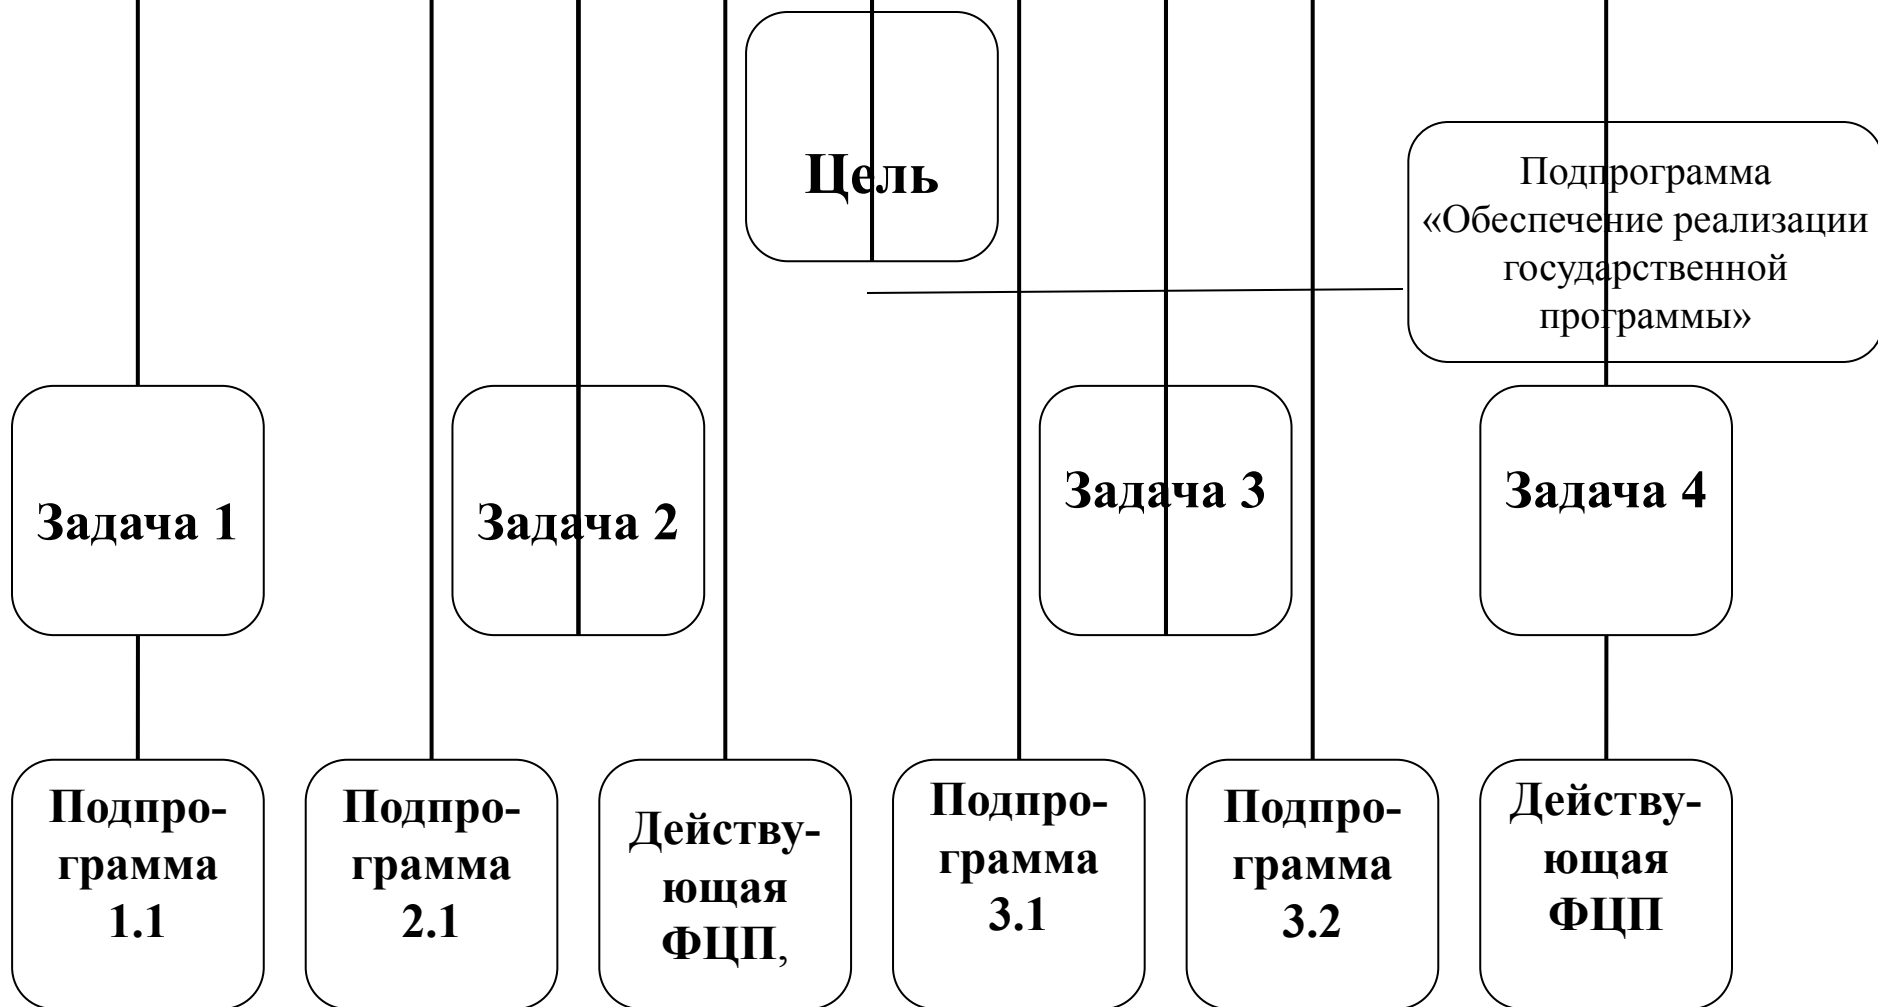 Цель
Подпрограмма
«Обеспечение реализации
государственной
программы»
Задача 1
Задача 2
Задача 3
Задача 4
Подпро-
грамма
1.1
Подпро-
грамма
2.1
Действу-
ющая
ФЦП,
Подпро-
грамма
3.1
Подпро-
грамма
3.2
Действу-
ющая
ФЦП